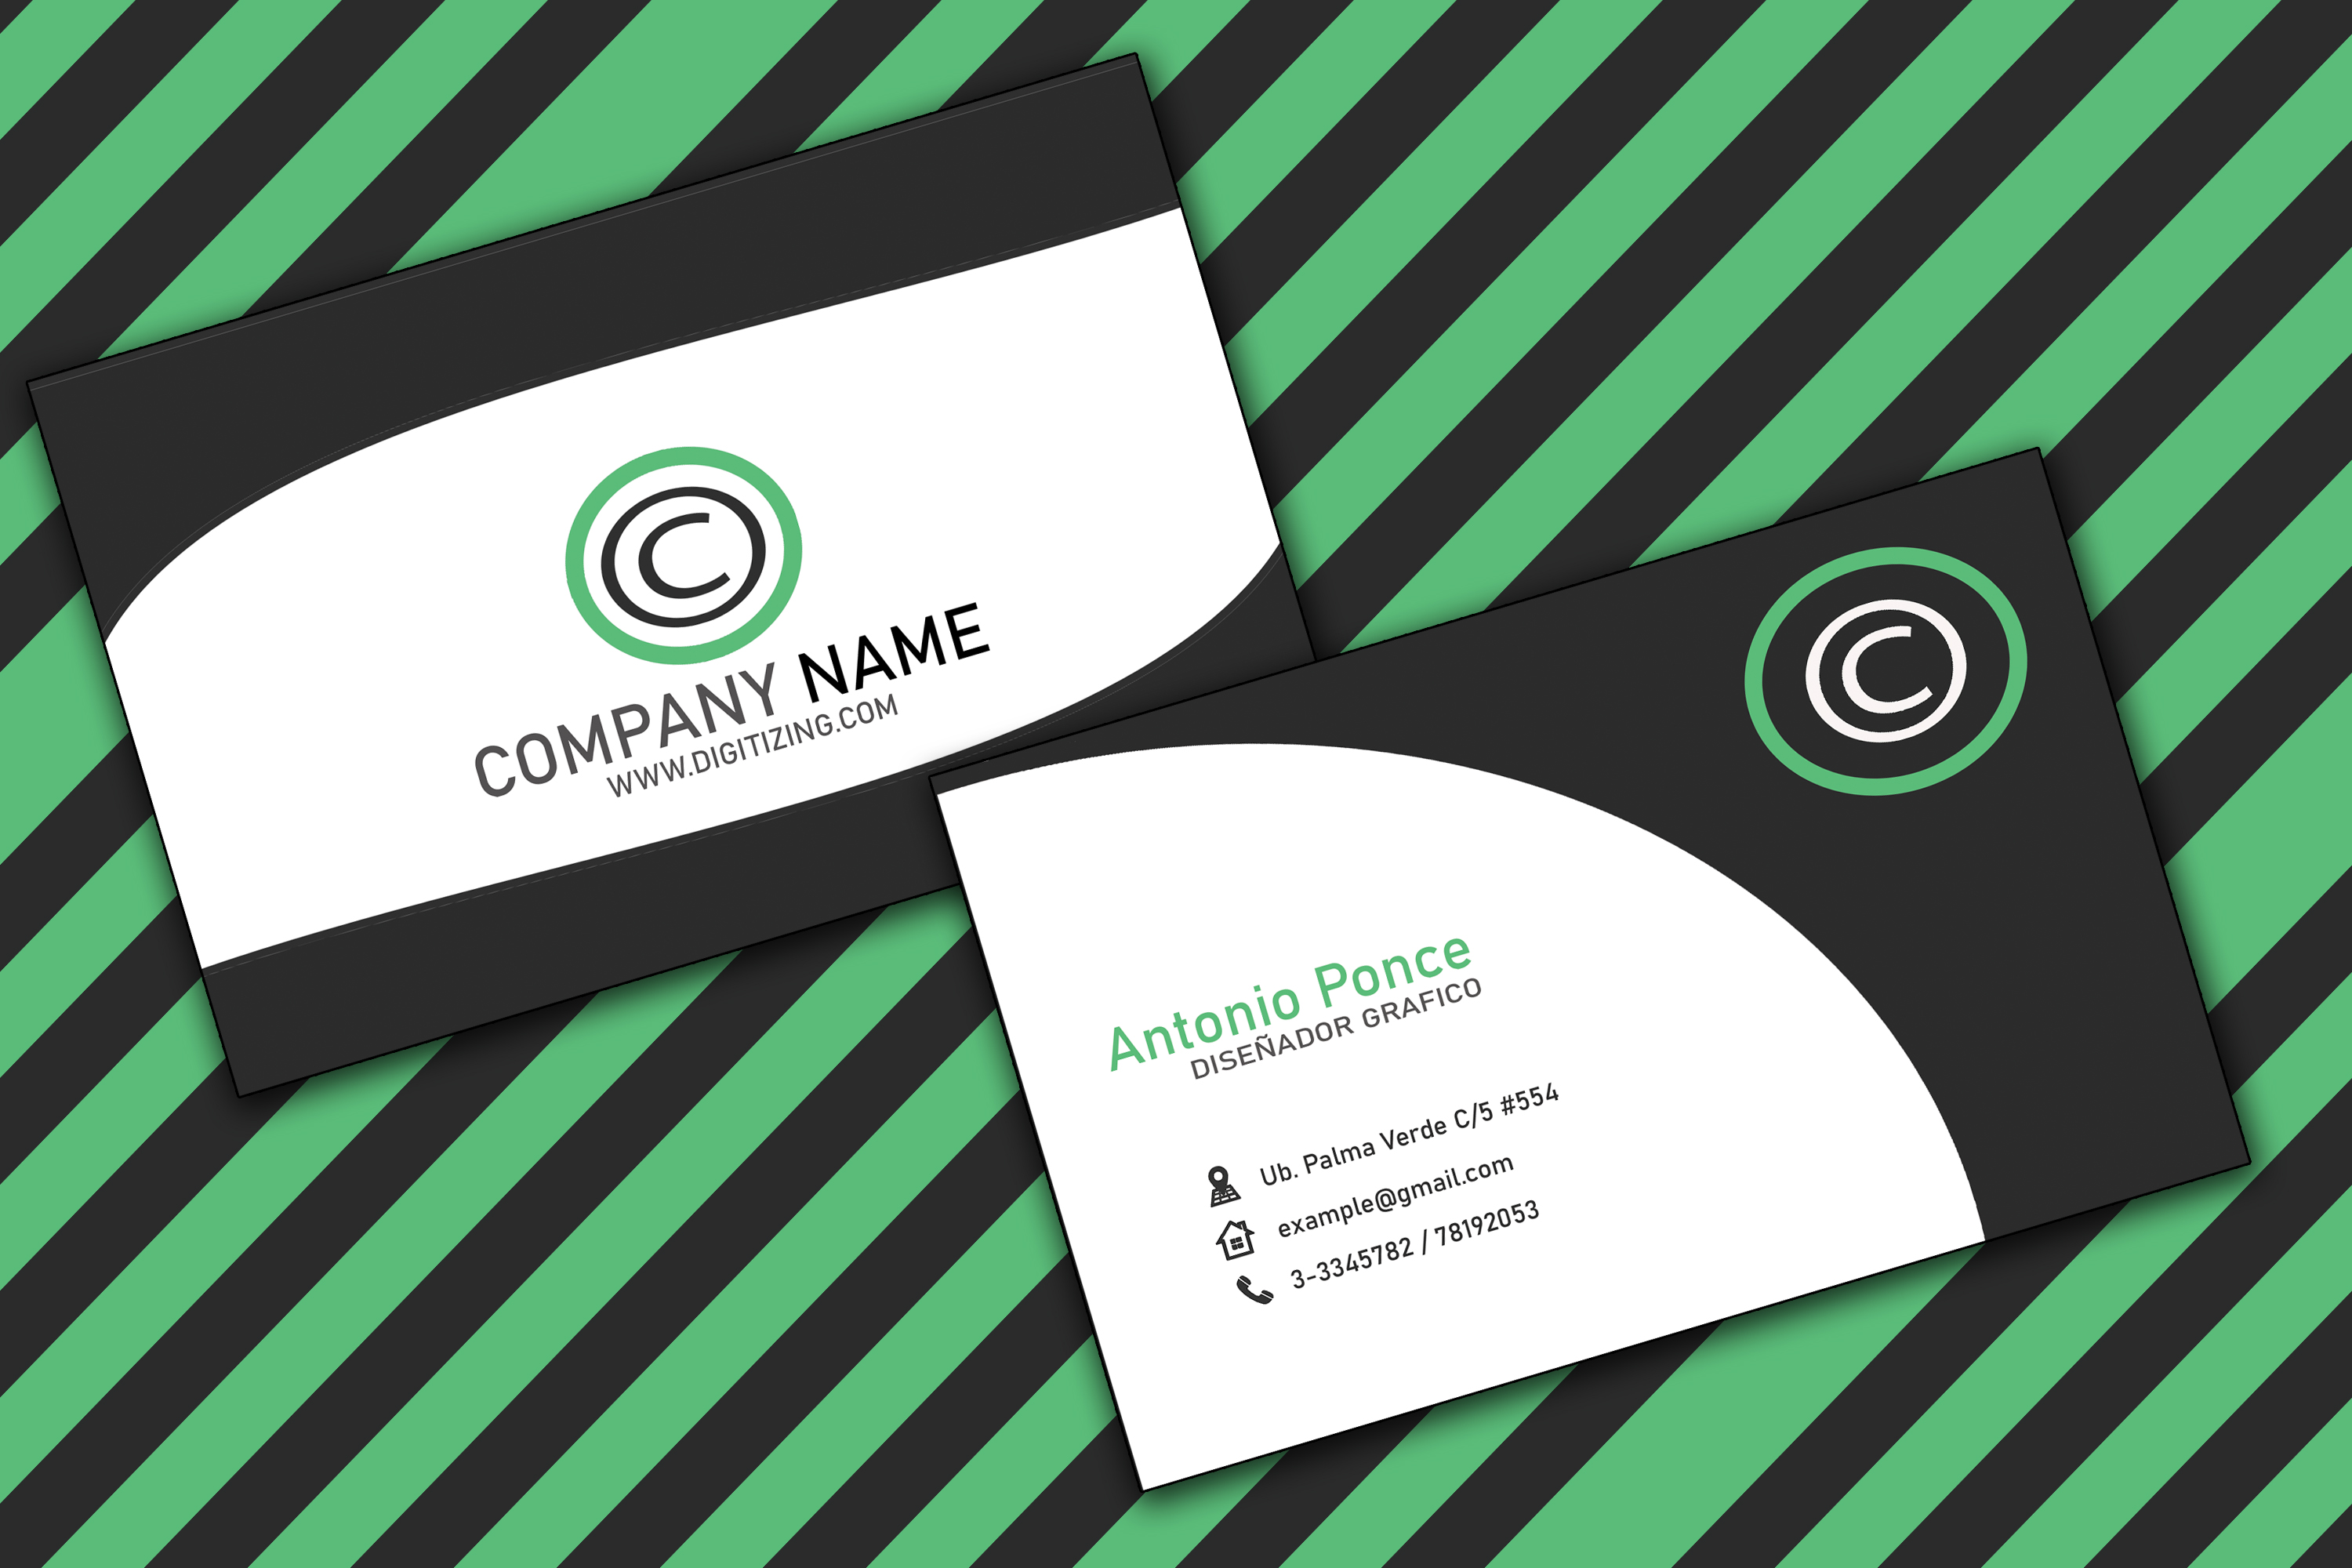 ©
COMPANY NAME
WWW.DIGITIZING.COM
©
Antonio Ponce
DISEÑADOR GRAFICO
Ub. Palma Verde C/5 #554
example@gmail.com
3-3345782 / 78192053